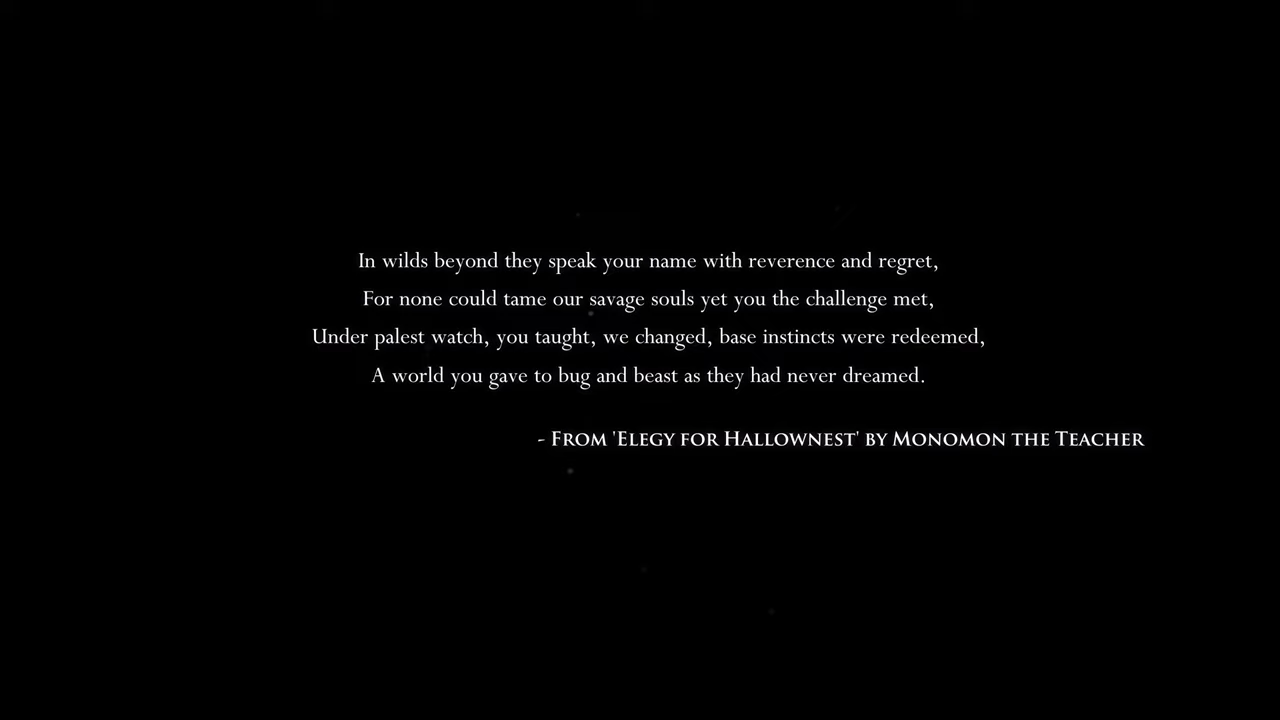 In wilds beyond they speak your name with reverence and regret,
For none could tame our savage souls yet you the challenge met,
Under palest watch, you taught, we changed, base instincts were redeemed,
A world you gave to bug and beast as they had never dreamed.
- From 'Elegy for Hallownest' by Monomon the Teacher